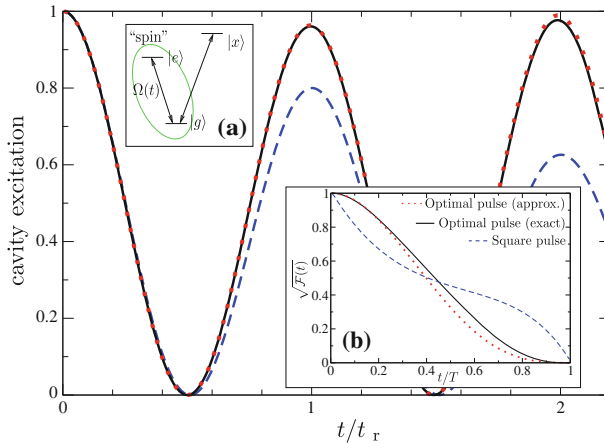 cavity excitation
1
0.8
0.6
0.4
0.2
0
0
1
2
t/t r
"spin"
|e⟩
|x⟩
Ω(t)
|g⟩
(a)
Optimal pulse (approx.)
Optimal pulse (exact)
Square pulse
√F(t)
1
0.8
0.6
0.4
0.2
0
0
0.2
0.4
0.6
0.8
1
t/T
(b)